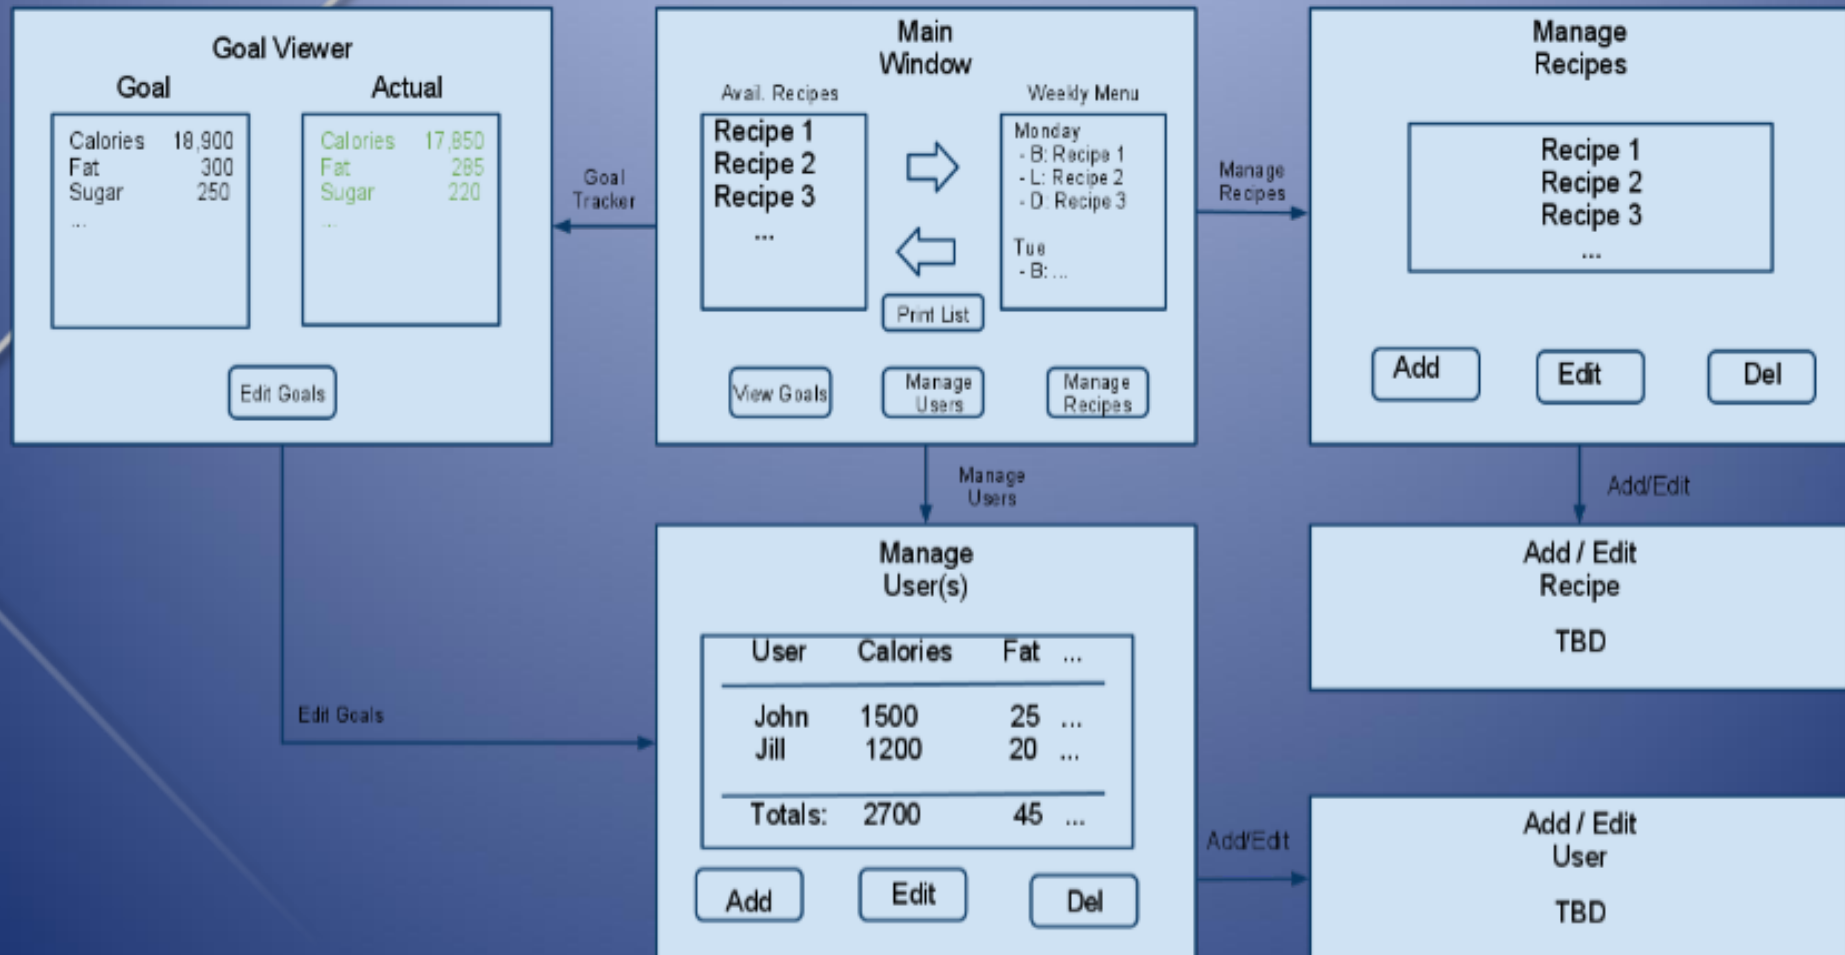 Goal Viewer
Goal
Actual
Calories 18,900
Fat 300
Sugar 250
...
Calories 17,850
Fat 285
Sugar 220
...
Edit Goals
Goal
Tracker
Main
Window
Avail. Recipes
Weekly Menu
Recipe 1
Recipe 2
Recipe 3
...
Monday
- B: Recipe 1
- L: Recipe 2
- D: Recipe 3
Tue
- B: ...
Print List
View Goals
Manage
Users
Manage
Recipes
Manage
Recipes
Manage
Recipes
Recipe 1
Recipe 2
Recipe 3
...
Add
Edit
Del
Manage
Users
Add/Edit
Edit Goals
Manage
User(s)
User Calories Fat ...
John 1500 25 ...
Jill 1200 20 ...
Totals: 2700 45 ...
Add
Edit
Del
Add / Edit
Recipe
TBD
Add/Edit
Add / Edit
User
TBD